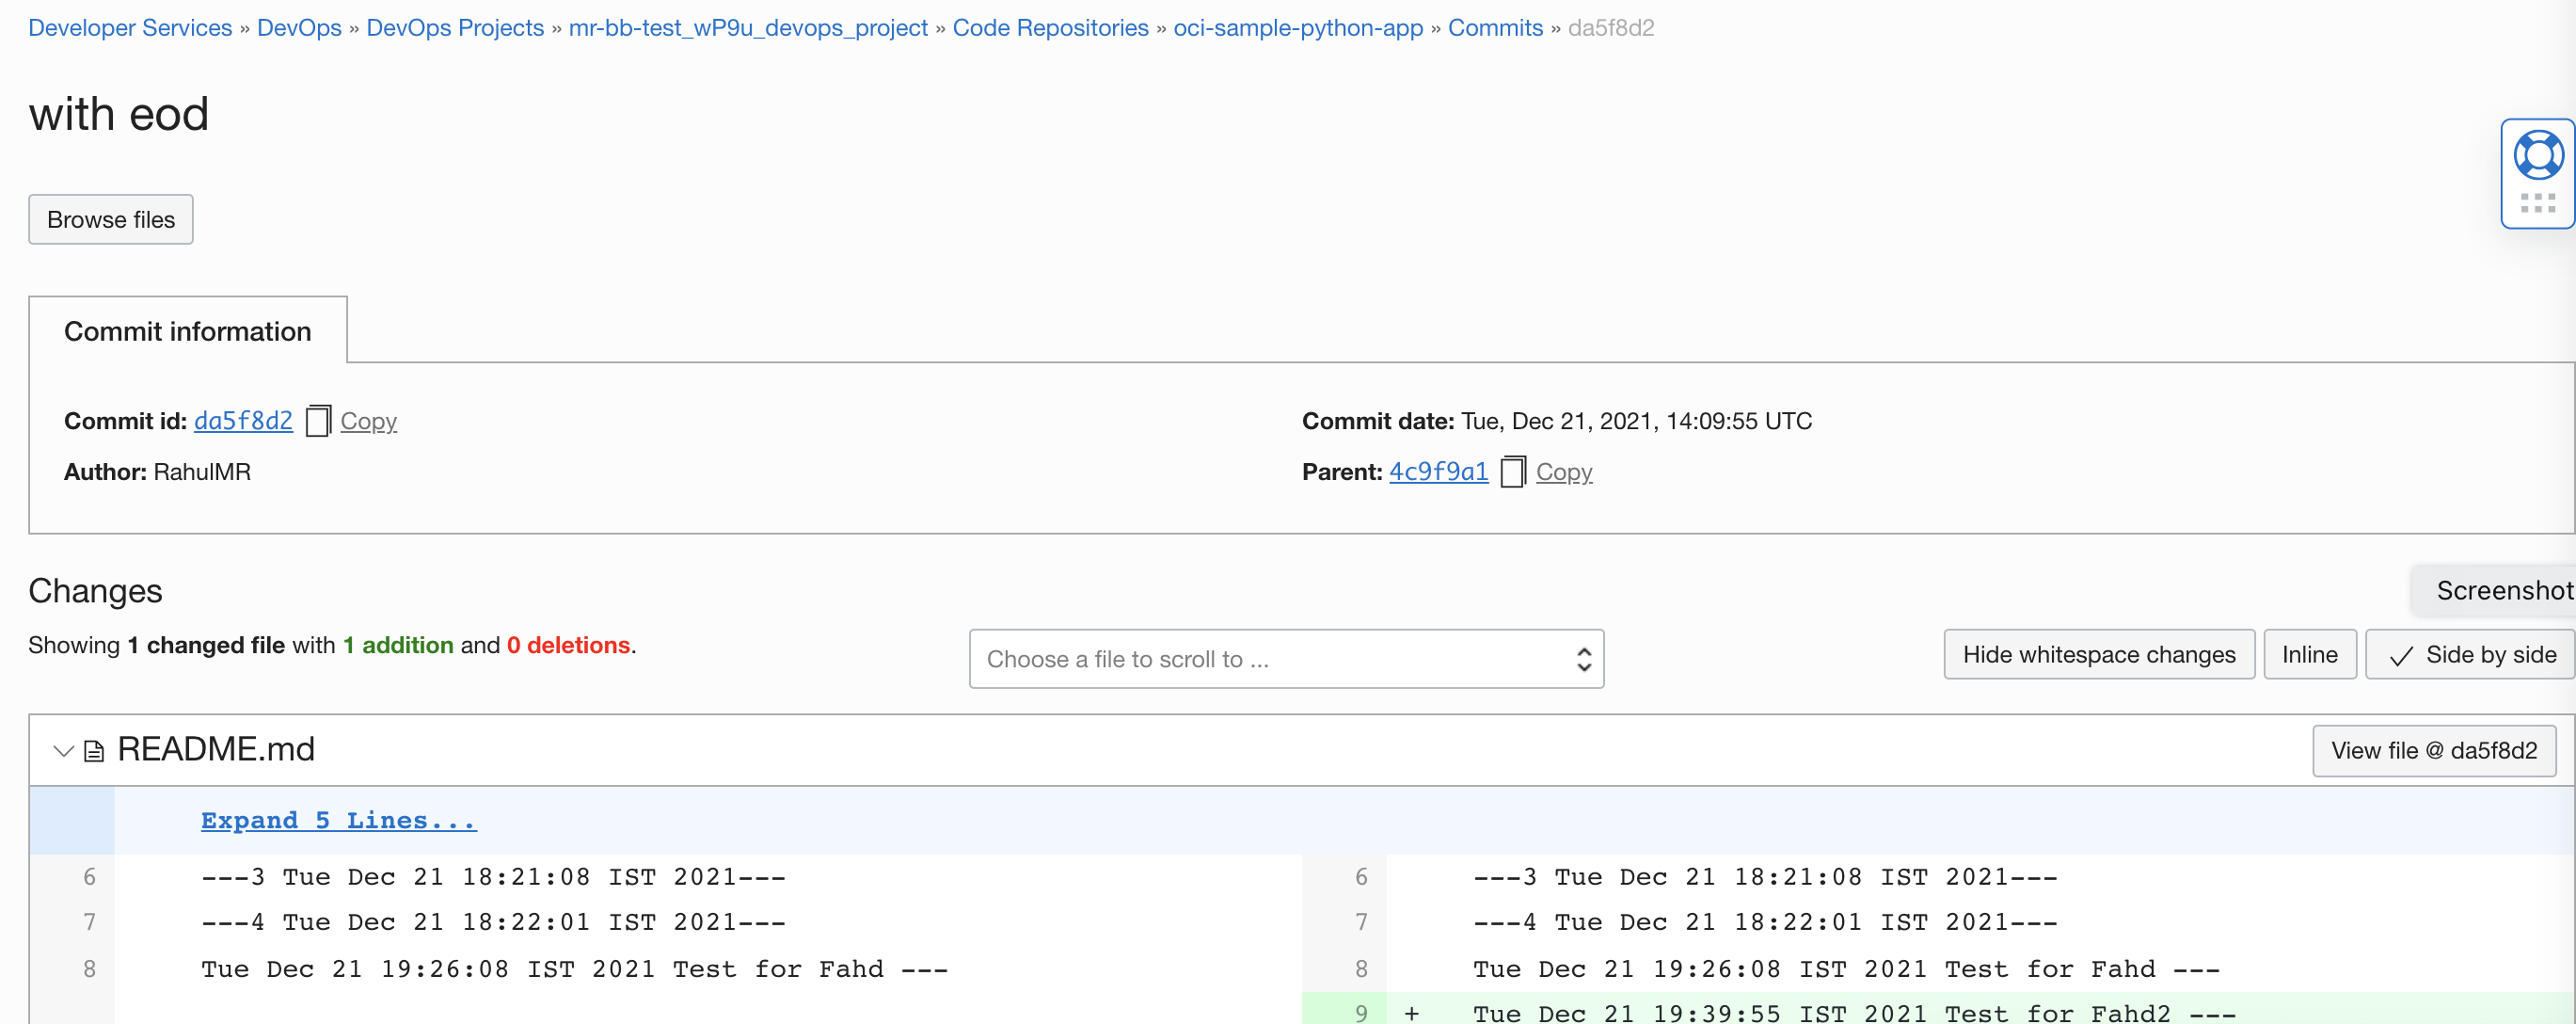 Developer Services » DevOps » DevOps Projects » mr-bb-test_wP9u_devops_project » Code Repositories » oci-sample-python-app » Commits » da5f8d2
with eod
Browse files
Commit information
Commit id: da5f8d2 Copy
Commit date: Tue, Dec 21, 2021, 14:09:55 UTC
Author: RahulMR
Parent: 4c9f9a1 Copy
Changes
Screenshot
Showing 1 changed file with 1 addition and 0 deletions.
Choose a file to scroll to ...
Hide whitespace changes
Inline
Side by side
README.md
View file @ da5f8d2
Expand 5 Lines...
6 ---3 Tue Dec 21 18:21:08 IST 2021---
6 ---3 Tue Dec 21 18:21:08 IST 2021---
7 ---4 Tue Dec 21 18:22:01 IST 2021---
7 ---4 Tue Dec 21 18:22:01 IST 2021---
8 Tue Dec 21 19:26:08 IST 2021 Test for Fahd ---
8 Tue Dec 21 19:26:08 IST 2021 Test for Fahd ---
9 + Tue Dec 21 19:39:55 IST 2021 Test for Fahd2 ---